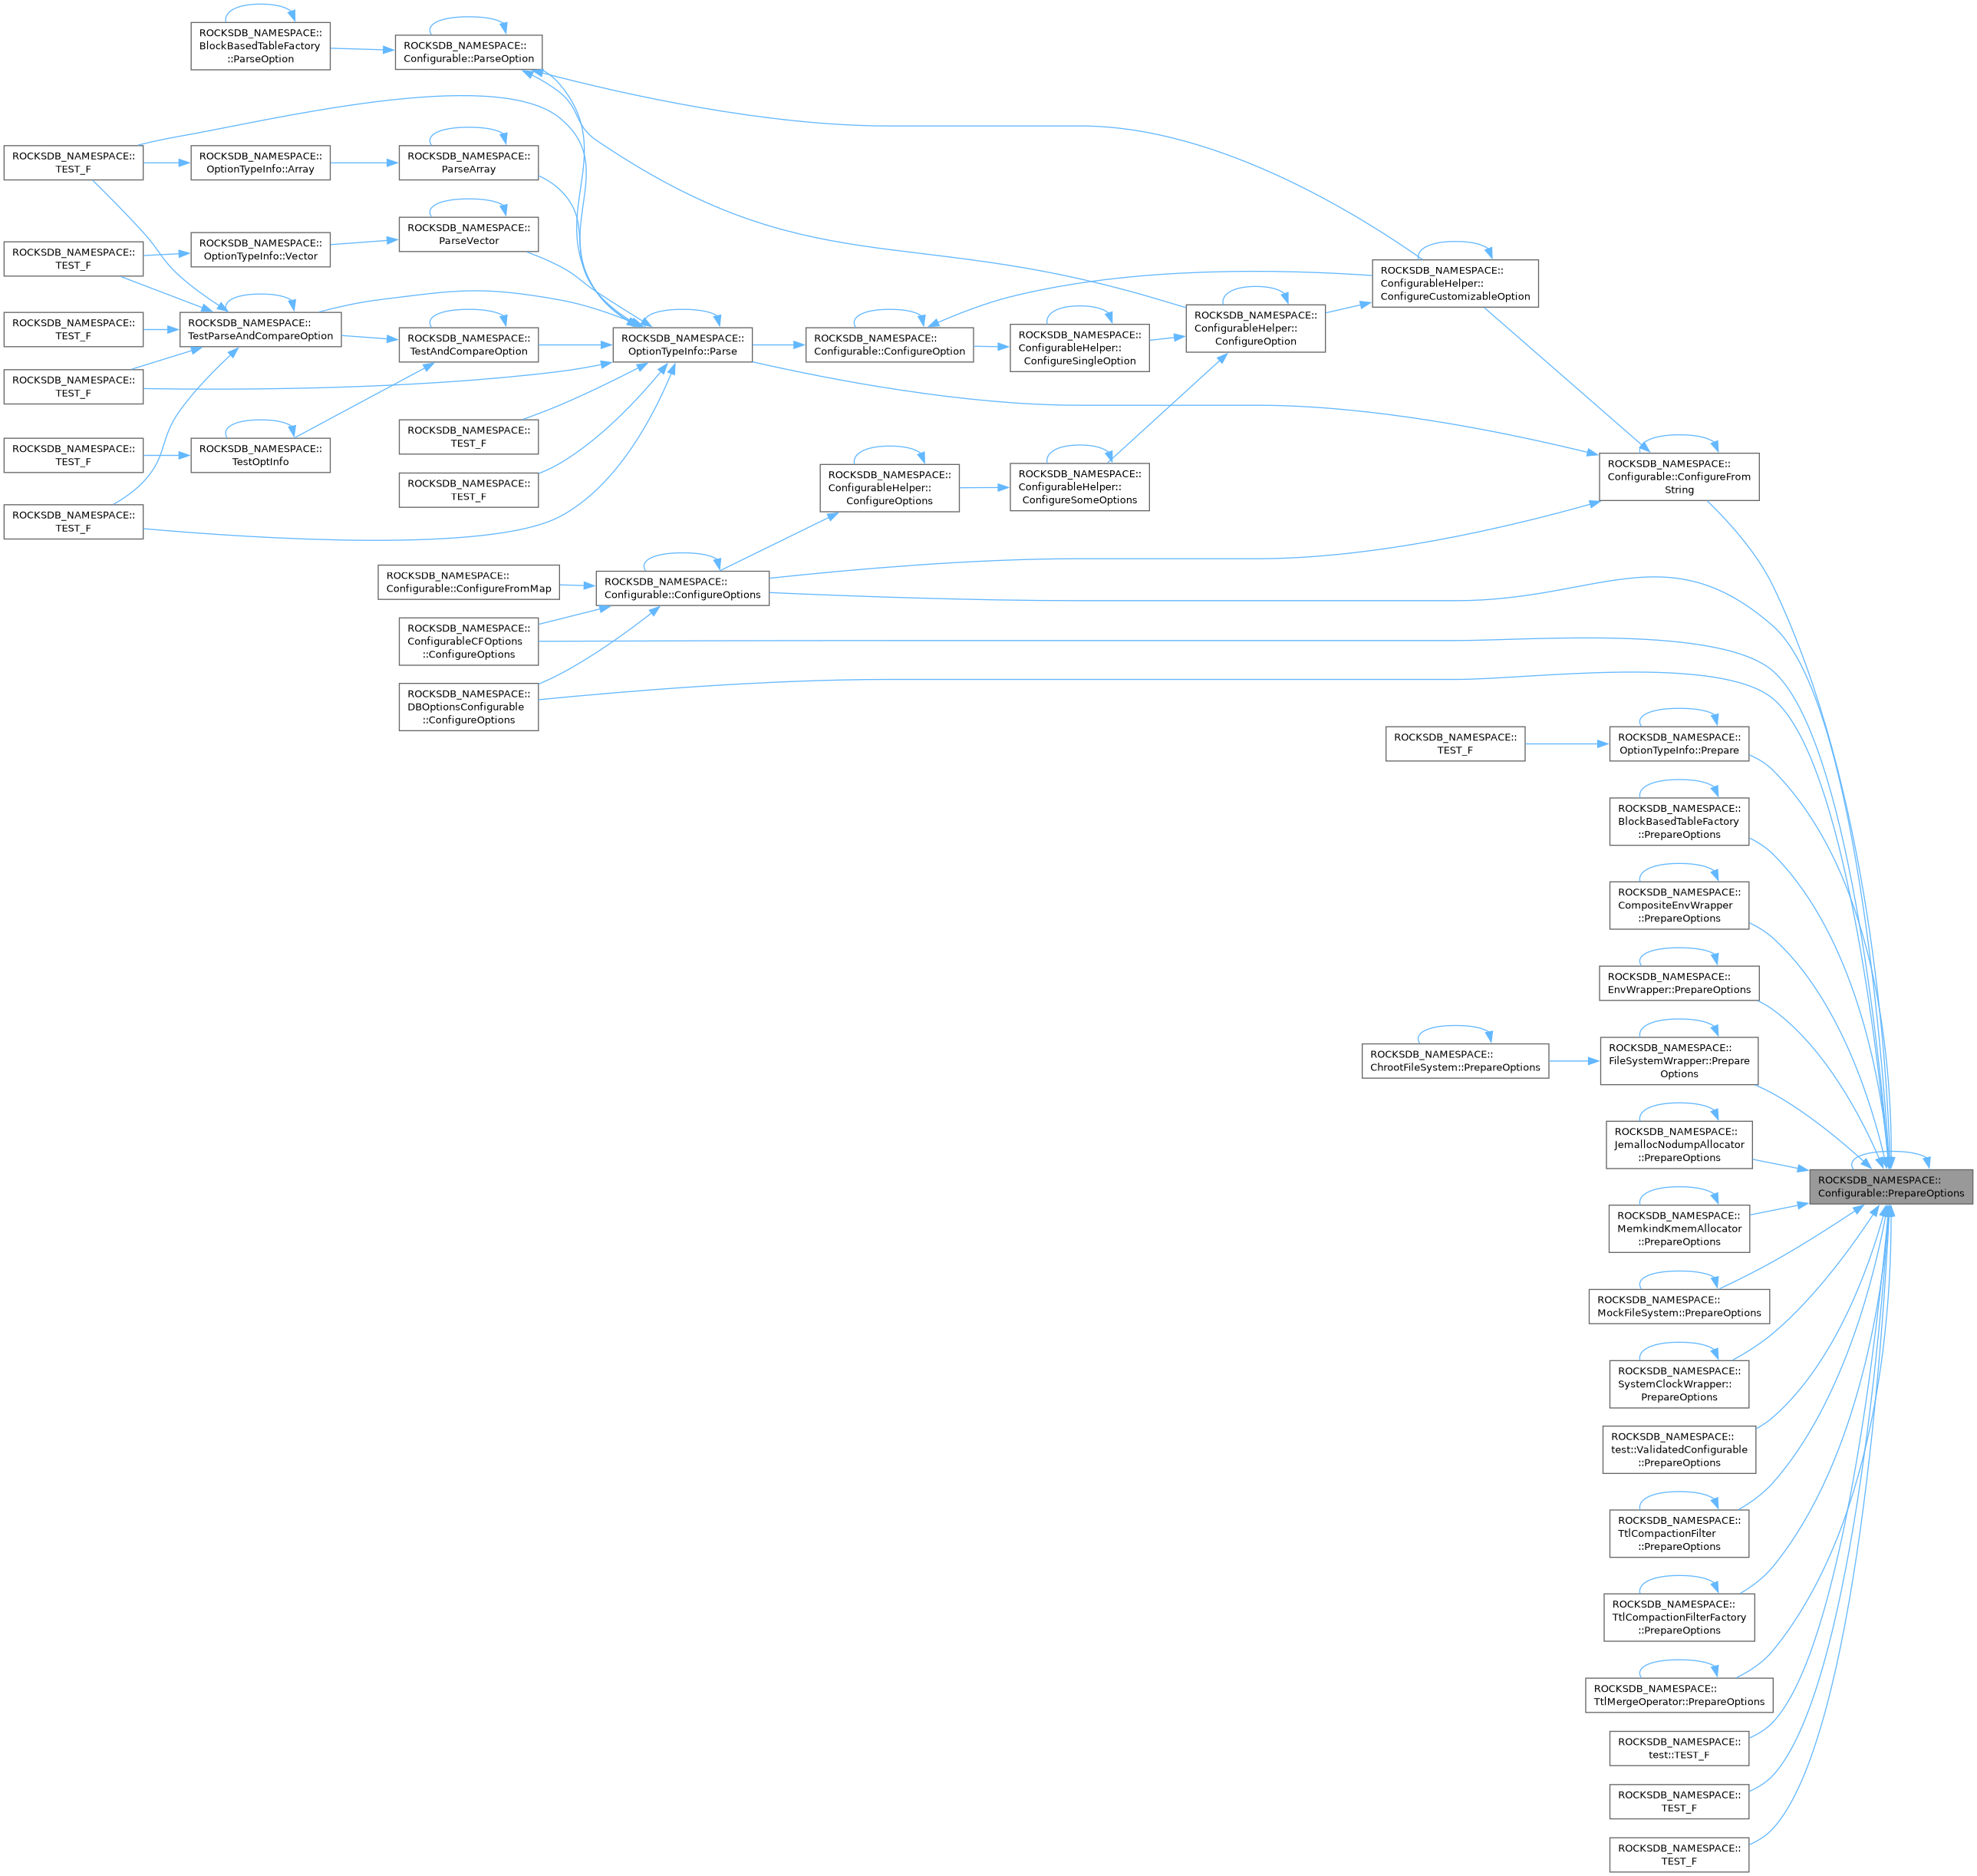 ROCKSDB_NAMESPACE::
BlockBasedTableFactory
::ParseOption
ROCKSDB_NAMESPACE::
Configurable::ParseOption
ROCKSDB_NAMESPACE::
TEST_F
ROCKSDB_NAMESPACE::
OptionTypeInfo::Array
ROCKSDB_NAMESPACE::
ParseArray
ROCKSDB_NAMESPACE::
TEST_F
ROCKSDB_NAMESPACE::
OptionTypeInfo::Vector
ROCKSDB_NAMESPACE::
ParseVector
ROCKSDB_NAMESPACE::
ConfigurableHelper::
ConfigureCustomizableOption
ROCKSDB_NAMESPACE::
TEST_F
ROCKSDB_NAMESPACE::
TestParseAndCompareOption
ROCKSDB_NAMESPACE::
TestAndCompareOption
ROCKSDB_NAMESPACE::
OptionTypeInfo::Parse
ROCKSDB_NAMESPACE::
Configurable::ConfigureOption
ROCKSDB_NAMESPACE::
ConfigurableHelper::
ConfigureSingleOption
ROCKSDB_NAMESPACE::
ConfigurableHelper::
ConfigureOption
ROCKSDB_NAMESPACE::
TEST_F
ROCKSDB_NAMESPACE::
TEST_F
ROCKSDB_NAMESPACE::
TestOptInfo
ROCKSDB_NAMESPACE::
TEST_F
ROCKSDB_NAMESPACE::
TEST_F
ROCKSDB_NAMESPACE::
ConfigurableHelper::
ConfigureOptions
ROCKSDB_NAMESPACE::
ConfigurableHelper::
ConfigureSomeOptions
ROCKSDB_NAMESPACE::
Configurable::ConfigureFrom
String
ROCKSDB_NAMESPACE::
TEST_F
ROCKSDB_NAMESPACE::
Configurable::ConfigureFromMap
ROCKSDB_NAMESPACE::
Configurable::ConfigureOptions
ROCKSDB_NAMESPACE::
ConfigurableCFOptions
::ConfigureOptions
ROCKSDB_NAMESPACE::
DBOptionsConfigurable
::ConfigureOptions
ROCKSDB_NAMESPACE::
TEST_F
ROCKSDB_NAMESPACE::
OptionTypeInfo::Prepare
ROCKSDB_NAMESPACE::
BlockBasedTableFactory
::PrepareOptions
ROCKSDB_NAMESPACE::
CompositeEnvWrapper
::PrepareOptions
ROCKSDB_NAMESPACE::
EnvWrapper::PrepareOptions
ROCKSDB_NAMESPACE::
ChrootFileSystem::PrepareOptions
ROCKSDB_NAMESPACE::
FileSystemWrapper::Prepare
Options
ROCKSDB_NAMESPACE::
JemallocNodumpAllocator
::PrepareOptions
ROCKSDB_NAMESPACE::
Configurable::PrepareOptions
ROCKSDB_NAMESPACE::
MemkindKmemAllocator
::PrepareOptions
ROCKSDB_NAMESPACE::
MockFileSystem::PrepareOptions
ROCKSDB_NAMESPACE::
SystemClockWrapper::
PrepareOptions
ROCKSDB_NAMESPACE::
test::ValidatedConfigurable
::PrepareOptions
ROCKSDB_NAMESPACE::
TtlCompactionFilter
::PrepareOptions
ROCKSDB_NAMESPACE::
TtlCompactionFilterFactory
::PrepareOptions
ROCKSDB_NAMESPACE::
TtlMergeOperator::PrepareOptions
ROCKSDB_NAMESPACE::
test::TEST_F
ROCKSDB_NAMESPACE::
TEST_F
ROCKSDB_NAMESPACE::
TEST_F